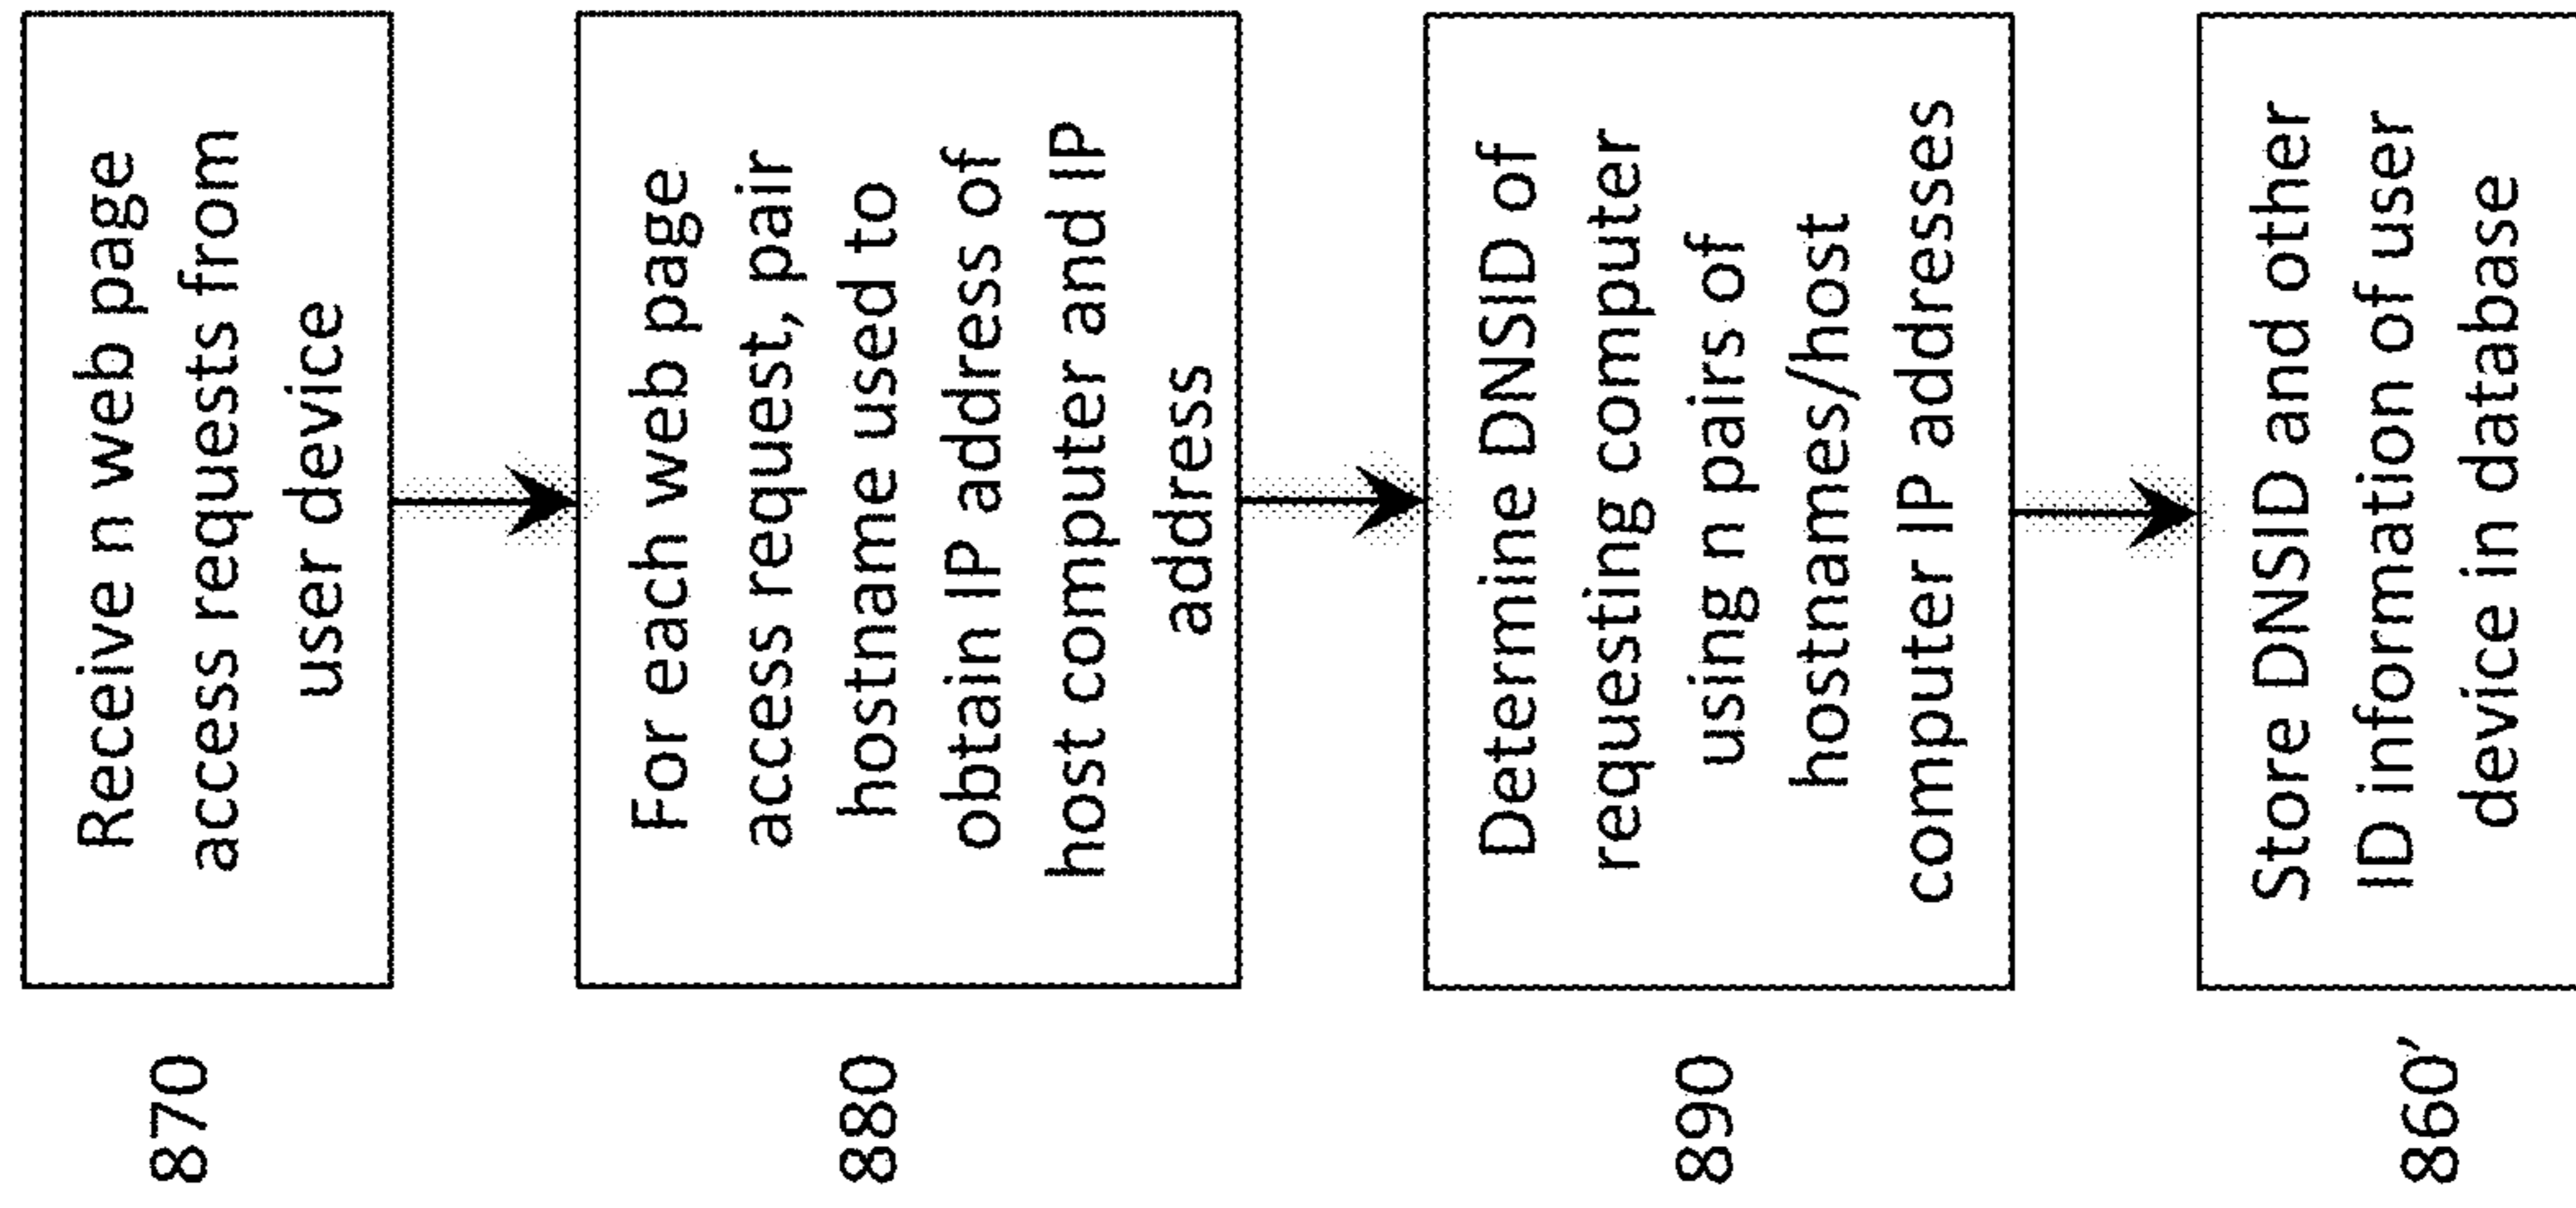 870
Receive n web page
access requests from
user device
880
For each web page
access request, pair
hostname used to
obtain IP address of
host computer and IP
address
890
Determine DNSID of
requesting computer
using n pairs of
hostnames/host
computer IP addresses
860’
Store DNSID and other
ID information of user
device in database